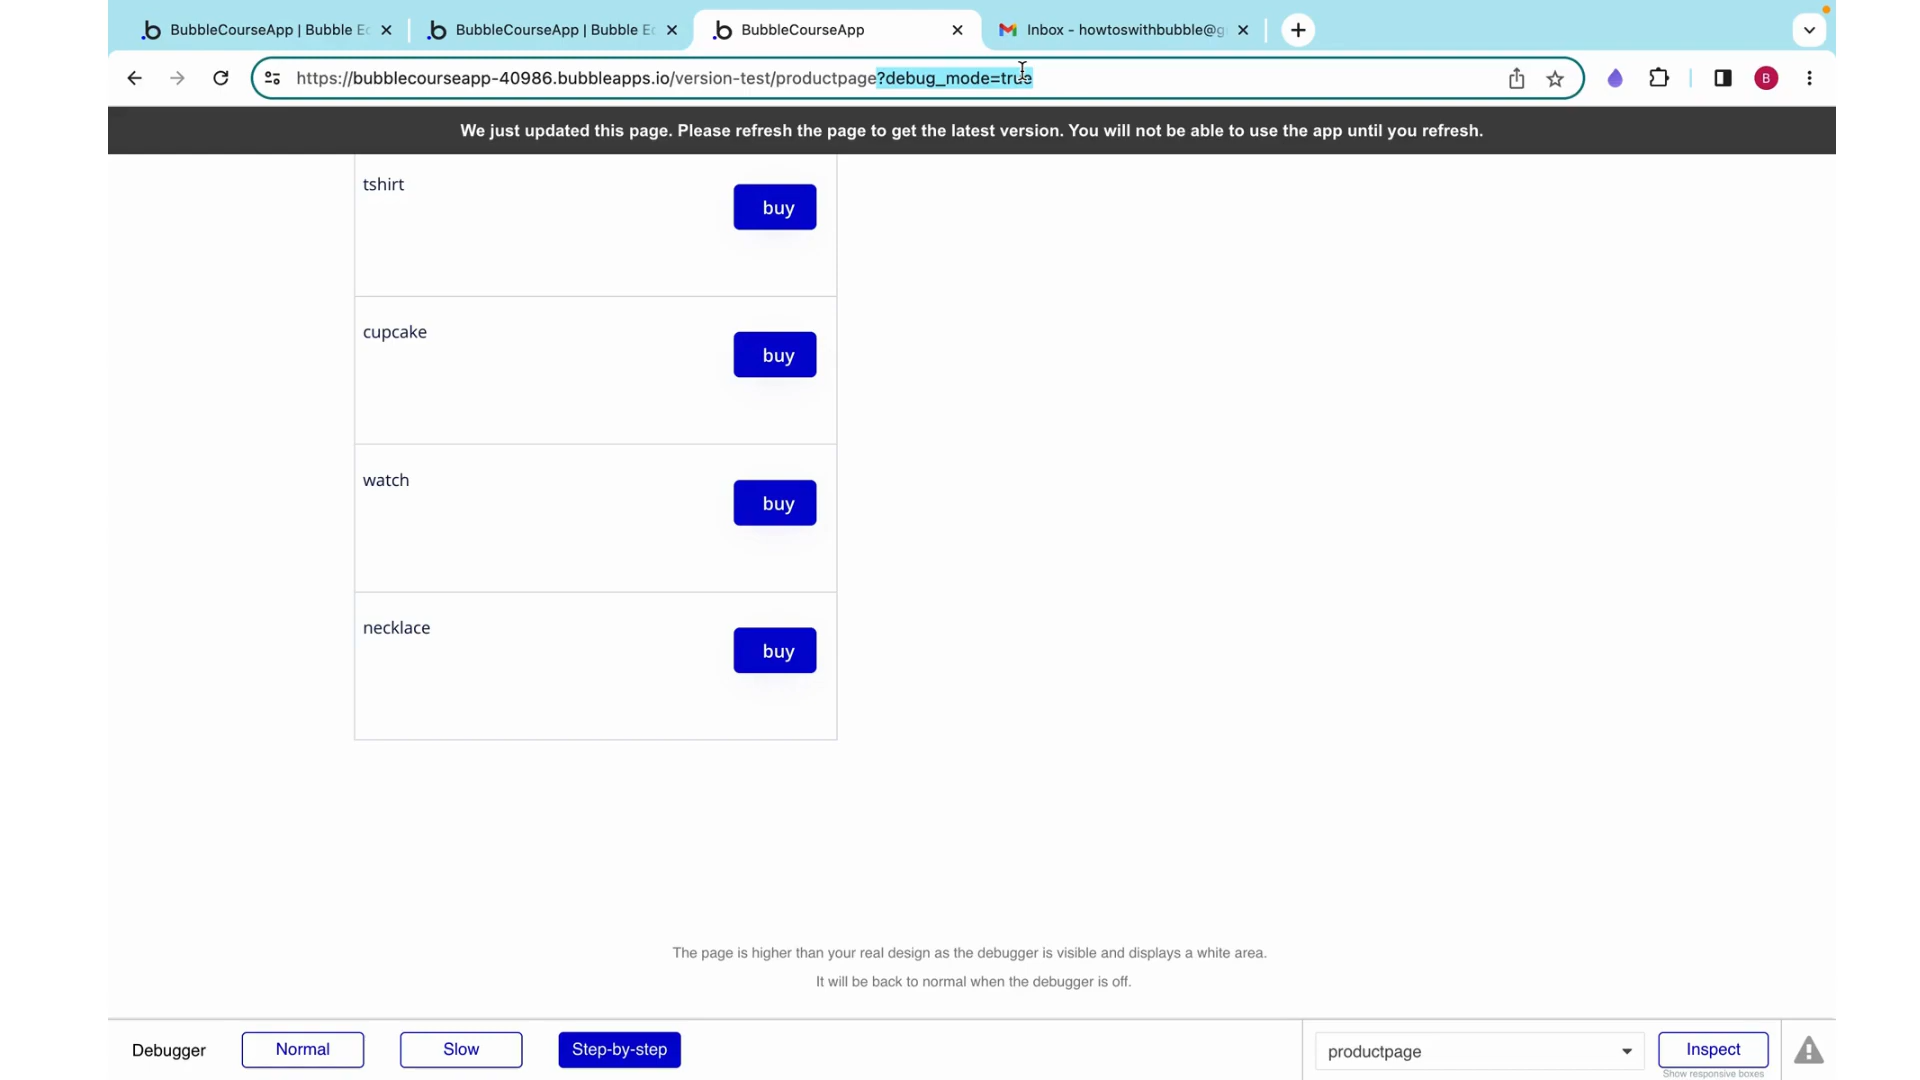 BubbleCourseApp | Bubble Ed
BubbleCourseApp | Bubble Ed
BubbleCourseApp
Inbox - howtoswithbubble@g
https://bubblecourseapp-40986.bubbleapps.io/version-test/productpage?debug_mode=true
B
We just updated this page. Please refresh the page to get the latest version. You will not be able to use the app until you refresh.
tshirt
buy
cupcake
buy
watch
buy
necklace
buy
The page is higher than your real design as the debugger is visible and displays a white area.
It will be back to normal when the debugger is off.
Debugger
Normal
Slow
Step-by-step
productpage
Inspect
Show responsive boxes